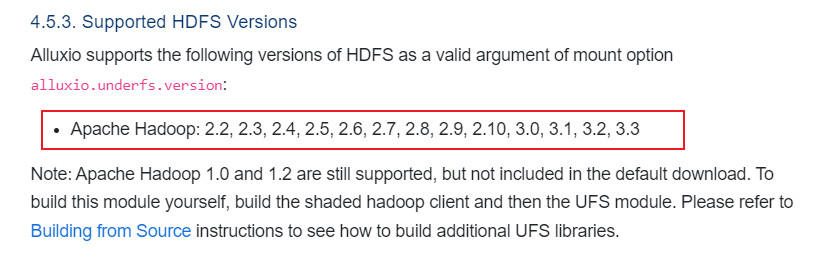 4.5.3. Supported HDFS Versions
Alluxio supports the following versions of HDFS as a valid argument of mount option
alluxio.underfs.version:
• Apache Hadoop: 2.2, 2.3, 2.4, 2.5, 2.6, 2.7, 2.8, 2.9, 2.10, 3.0, 3.1, 3.2, 3.3
Note: Apache Hadoop 1.0 and 1.2 are still supported, but not included in the default download. To
build this module yourself, build the shaded hadoop client and then the UFS module. Please refer to
Building from Source instructions to see how to build additional UFS libraries.